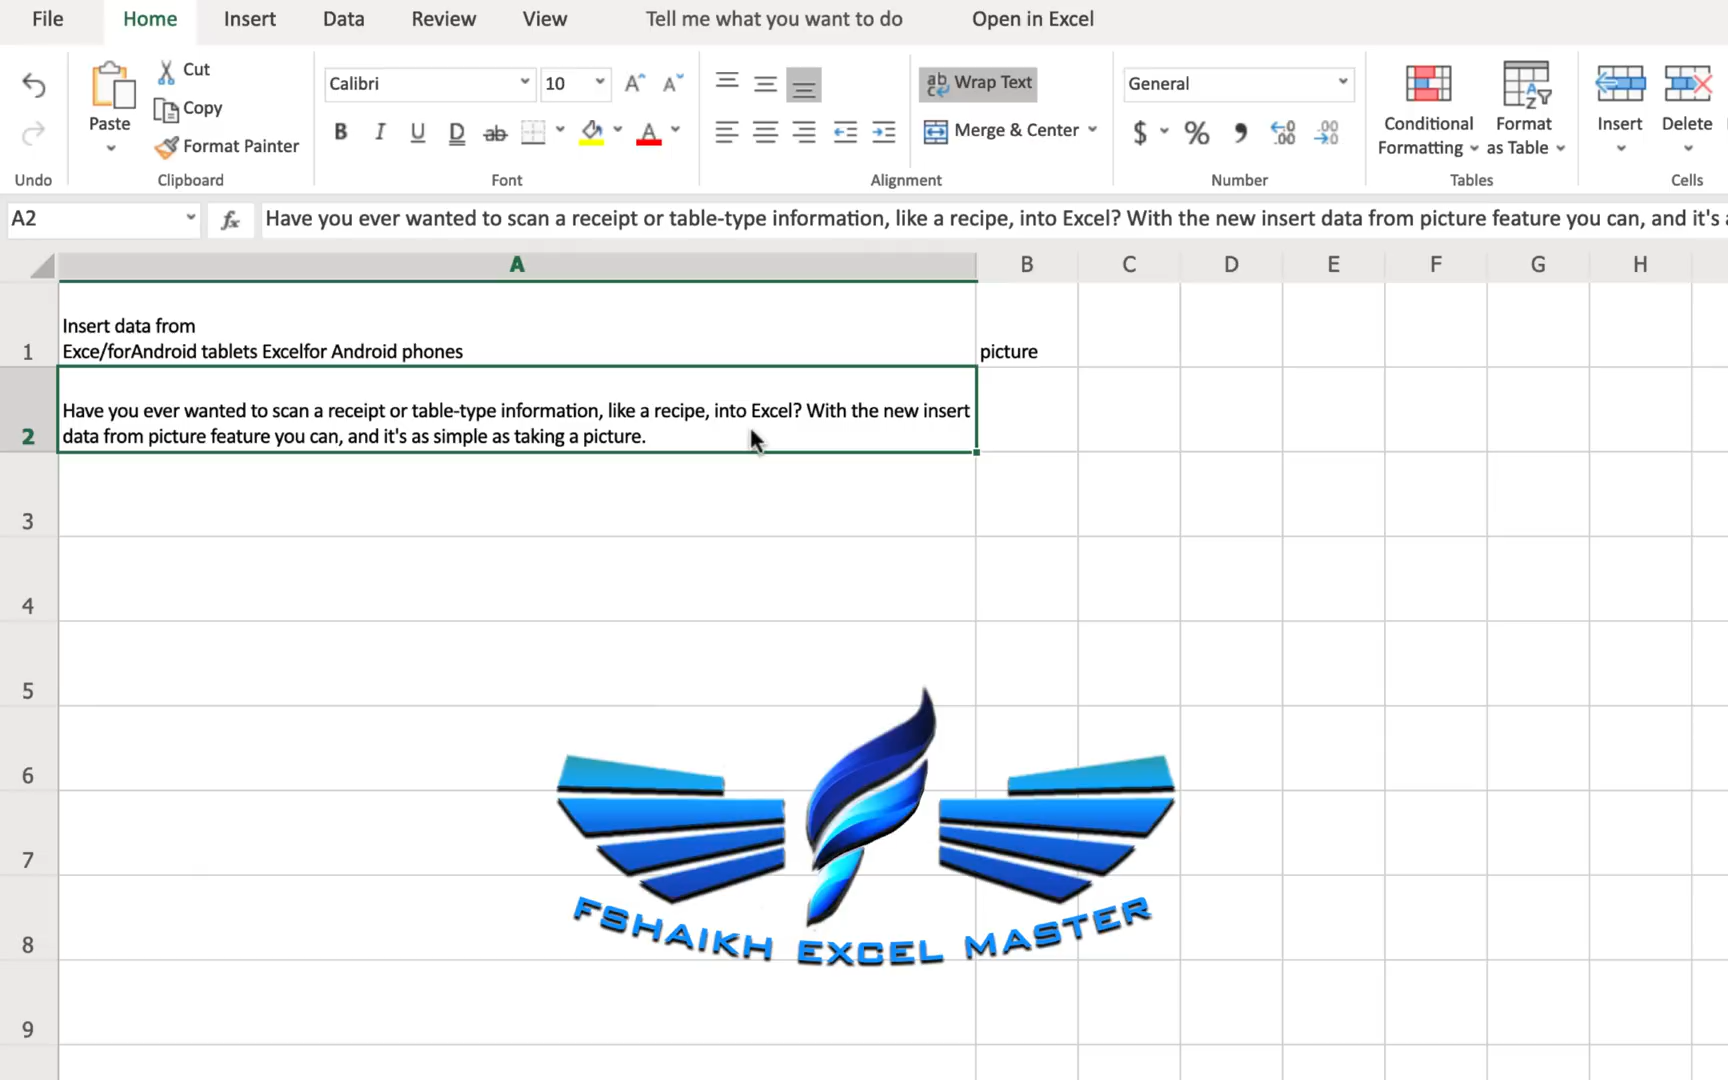 File Home Insert Data Review View Tell me what you want to do Open in Excel
Cut
Copy
Paste
Format Painter
Calibri 10
B I U D ab
Wrap Text
Merge & Center
General
$ % 9 .00 .00
Conditional
Formatting
Format
as Table
Insert
Delete
Undo Clipboard Font Alignment Number Tables Cells
A2 fx Have you ever wanted to scan a receipt or table-type information, like a recipe, into Excel? With the new insert data from picture feature you can, and it's
A B C D E F G H
1 Insert data from
Exce/forAndroid tablets Excelfor Android phones picture
2 Have you ever wanted to scan a receipt or table-type information, like a recipe, into Excel? With the new insert
data from picture feature you can, and it's as simple as taking a picture.
3
4
5
6
7
8
9
FSHAIKH EXCEL MASTER